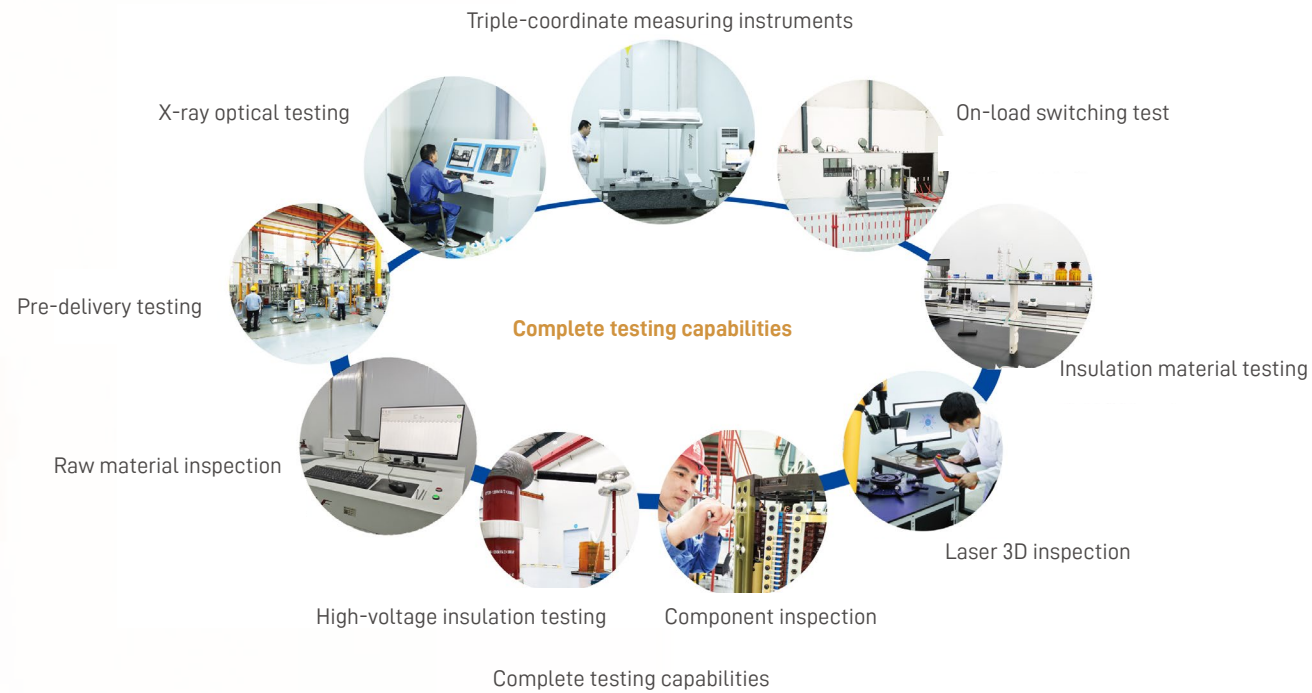 Triple-coordinate measuring instruments
X-ray optical testing
On-load switching test
Pre-delivery testing
Complete testing capabilities
Insulation material testing
Raw material inspection
Laser 3D inspection
High-voltage insulation testing
Component inspection
Complete testing capabilities